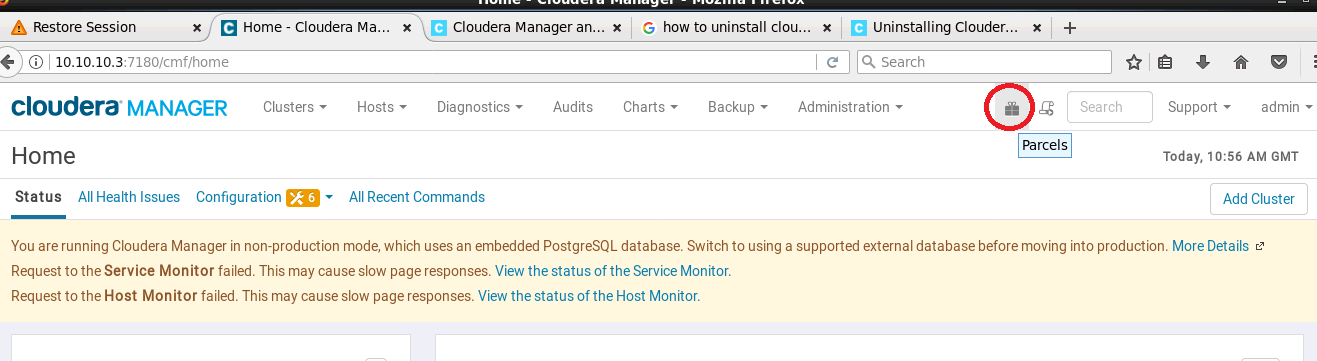 Home - Cloudera Manager - Mozilla Firefox
Restore Session × Home - Cloudera Ma... × Cloudera Manager an... × how to uninstall clou... × Uninstalling Clouder... × +
10.10.10.3:7180/cmf/home Search
cloudera MANAGER Clusters Hosts Diagnostics Audits Charts Backup Administration Search Support admin
Parcels
Home Today, 10:56 AM GMT
Status All Health Issues Configuration 6 All Recent Commands Add Cluster
You are running Cloudera Manager in non-production mode, which uses an embedded PostgreSQL database. Switch to using a supported external database before moving into production. More Details
Request to the Service Monitor failed. This may cause slow page responses. View the status of the Service Monitor.
Request to the Host Monitor failed. This may cause slow page responses. View the status of the Host Monitor.